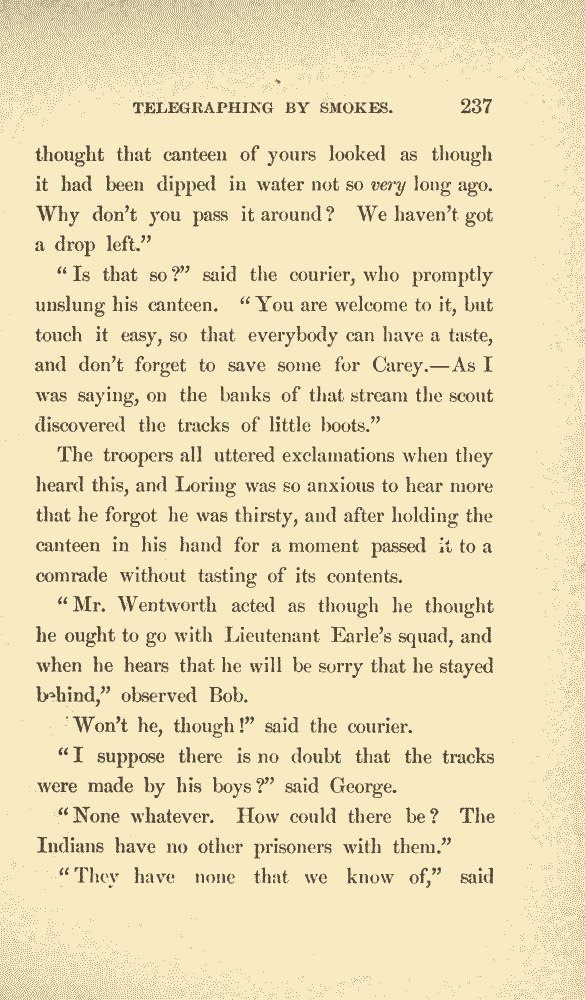 TELEGRAPHING BY SMOKES. 237
thought that canteen of yours looked as though
it had been dipped in water not so very long ago.
Why don't you pass it around? We haven't got
a drop left.”
“Is that so?” said the courier, who promptly
unslung his canteen. “You are welcome to it, but
touch it easy, so that everybody can have a taste,
and don't forget to save some for Carey.—As I
was saying, on the banks of that stream the scout
discovered the tracks of little boots.”
The troopers all uttered exclamations when they
heard this, and Loring was so anxious to hear more
that he forgot he was thirsty, and after holding the
canteen in his hand for a moment passed it to a
comrade without tasting of its contents.
“Mr. Wentworth acted as though he thought
he ought to go with Lieutenant Earle's squad, and
when he hears that he will be sorry that he stayed
behind,” observed Bob.
Won't he, though!” said the courier.
“I suppose there is no doubt that the tracks
were made by his boys?” said George.
“None whatever. How could there be? The
Indians have no other prisoners with them.”
“They have none that we know of,” said